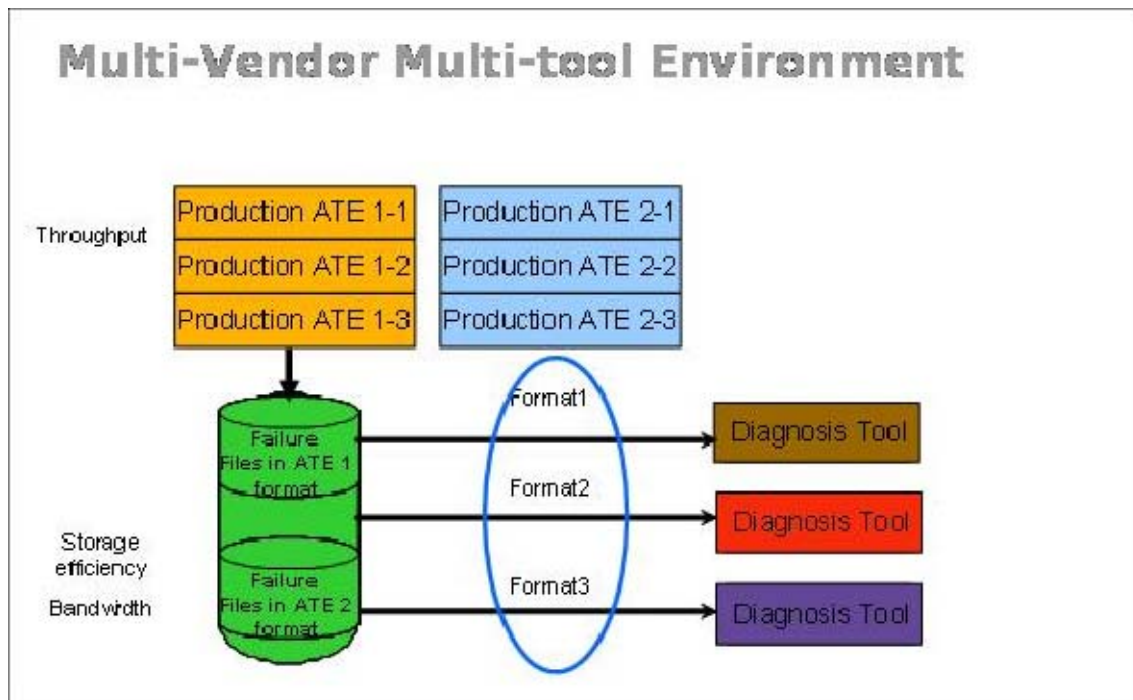 Multi-Vendor Multi-tool Environment
Throughput
Production ATE 1-1
Production ATE 1-2
Production ATE 1-3
Production ATE 2-1
Production ATE 2-2
Production ATE 2-3
Failure
Files in ATE 1
format
Format1
Diagnosis Tool
Format2
Diagnosis Tool
Storage
efficiency
Bandwidth
Failure
Files in ATE 2
format
Format3
Diagnosis Tool